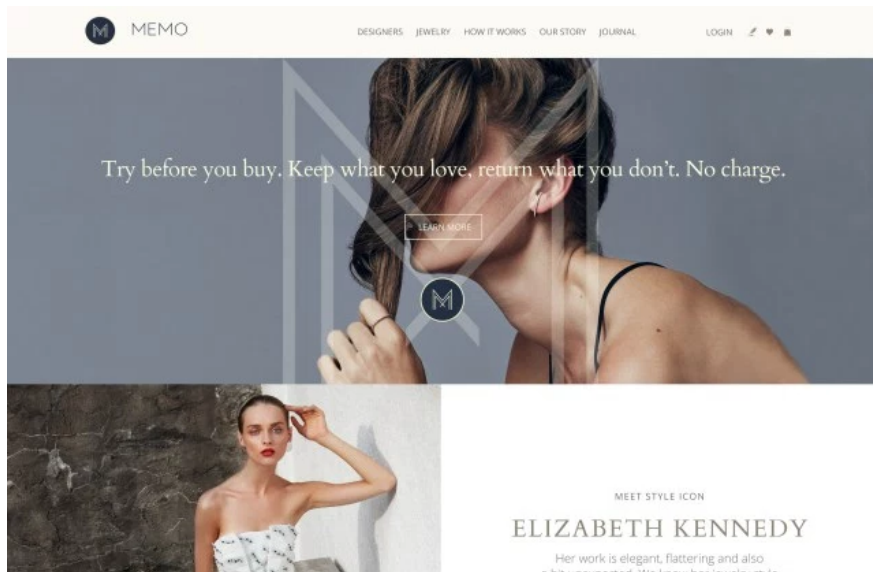 MEMO
DESIGNERS JEWELRY HOW IT WORKS OUR STORY JOURNAL
LOGIN
Try before you buy. Keep what you love, return what you don't. No charge.
LEARN MORE
MEET STYLE ICON
ELIZABETH KENNEDY
Her work is elegant, flattering and also